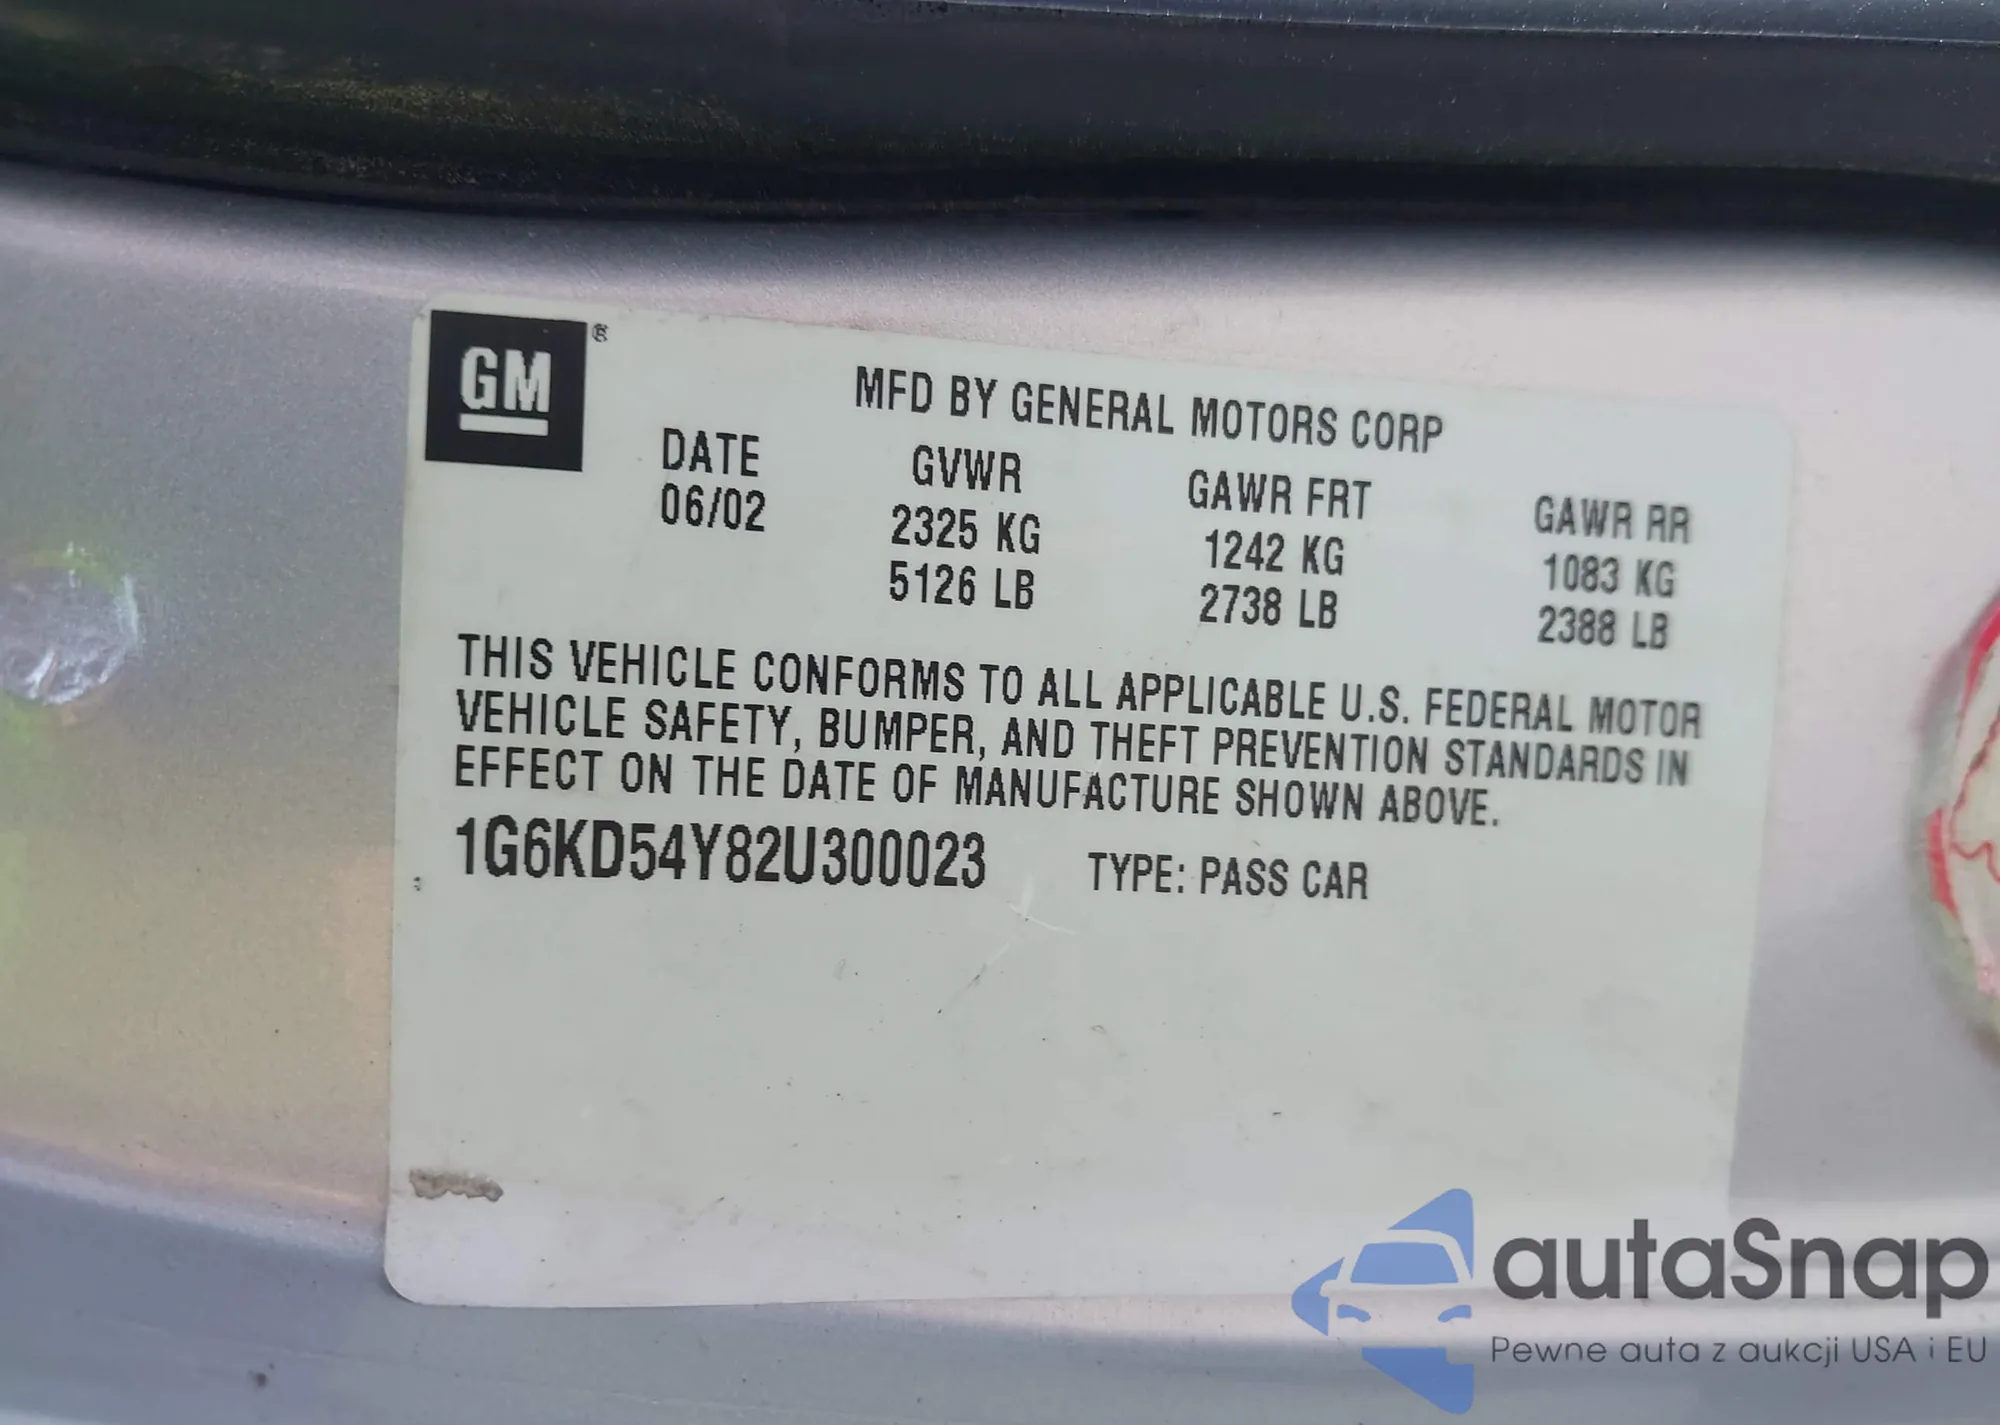 GM ®
MFD BY GENERAL MOTORS CORP
DATE GVWR GAWR FRT GAWR RR
06/02 2325 KG 1242 KG 1083 KG
5126 LB 2738 LB 2388 LB
THIS VEHICLE CONFORMS TO ALL APPLICABLE U.S. FEDERAL MOTOR
VEHICLE SAFETY, BUMPER, AND THEFT PREVENTION STANDARDS IN
EFFECT ON THE DATE OF MANUFACTURE SHOWN ABOVE.
1G6KD54Y82U300023 TYPE: PASS CAR
autaSnap
Pewne auta z aukcji USA i EU